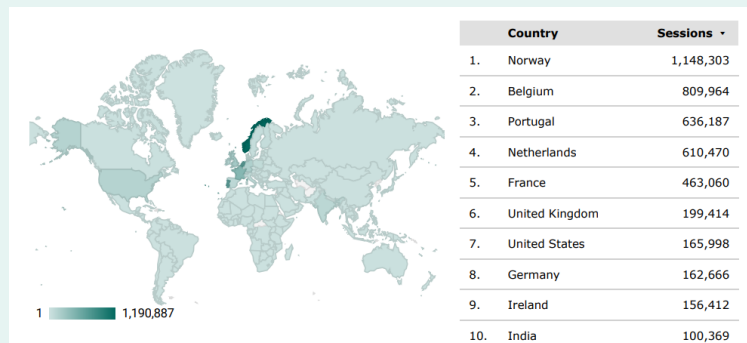 Country Sessions
1. Norway 1,148,303
2. Belgium 809,964
3. Portugal 636,187
4. Netherlands 610,470
5. France 463,060
6. United Kingdom 199,414
7. United States 165,998
8. Germany 162,666
9. Ireland 156,412
10. India 100,369
1 1,190,887